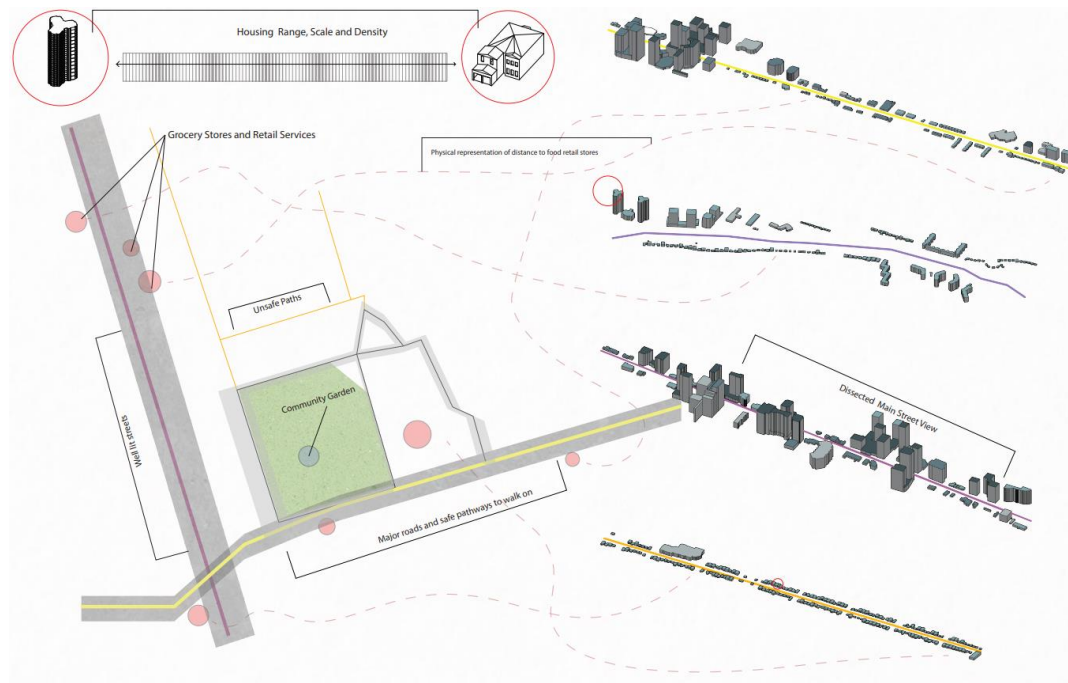 Housing Range, Scale and Density
Grocery Stores and Retail Services
Physical representation of distance to food retail stores
Unsafe Paths
Community Garden
Well lit streets
Major roads and safe pathways to walk on
Dissected Main Street View